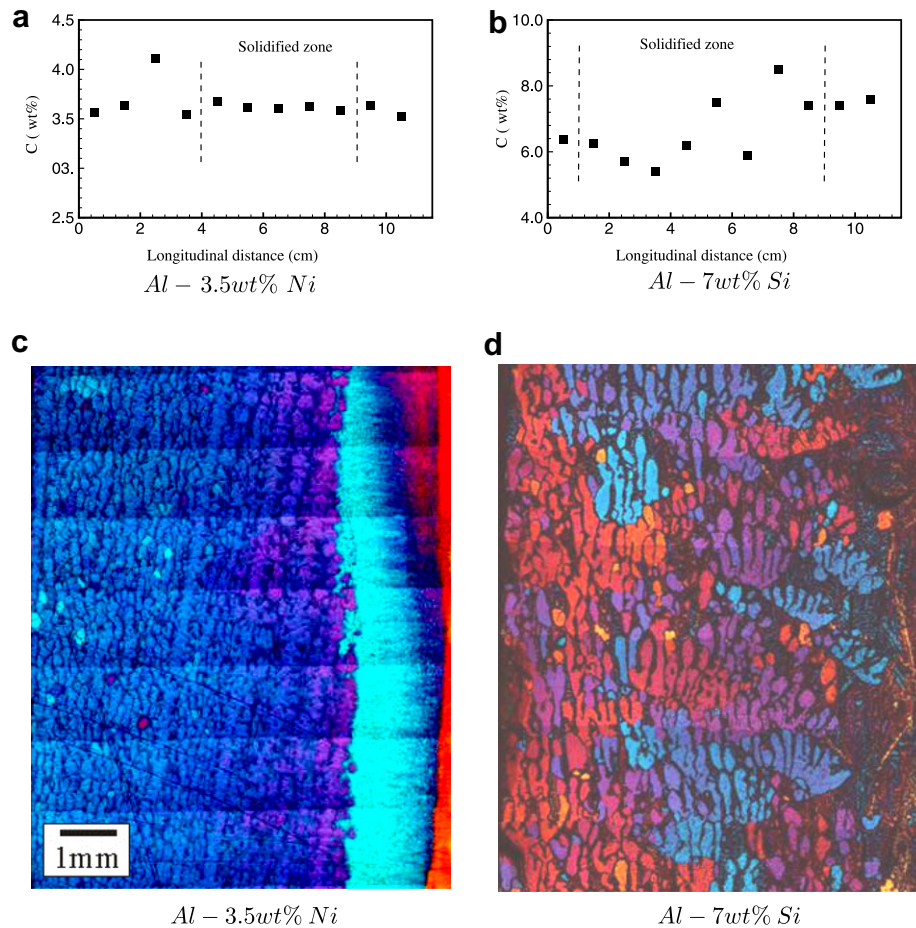 a
4.5
4.0
3.5
03.
2.5
C ( wt%)
Solidified zone
0 2 4 6 8 10
Longitudinal distance (cm)
Al − 3.5wt% Ni
b
10.0
8.0
6.0
4.0
C ( wt%)
Solidified zone
0 2 4 6 8 10
Longitudinal distance (cm)
Al − 7wt% Si
c
1mm
Al − 3.5wt% Ni
d
Al − 7wt% Si